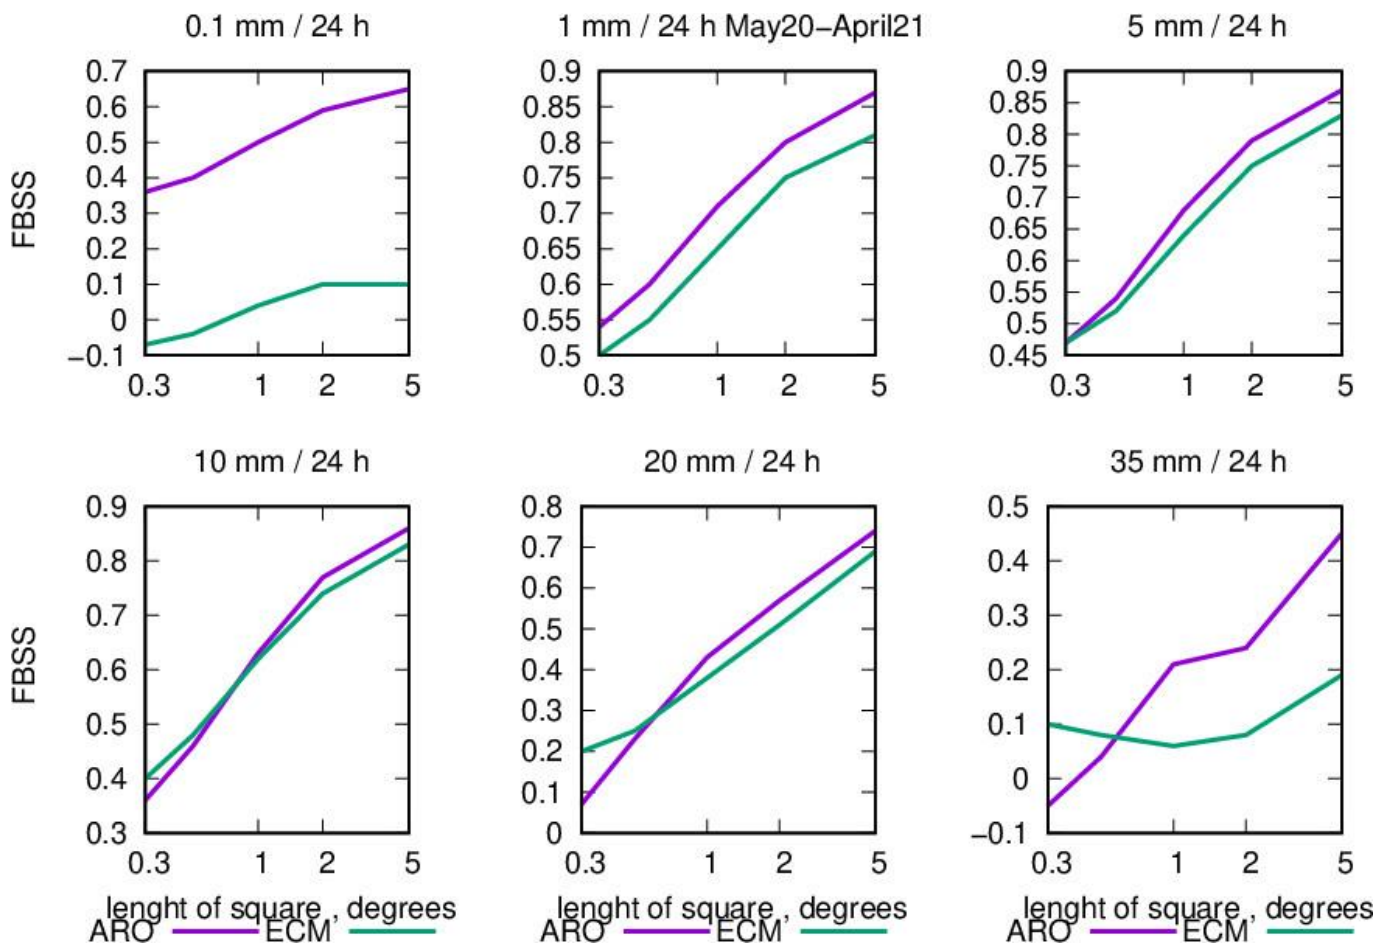 0.1 mm / 24 h
1 mm / 24 h May20–April21
5 mm / 24 h
FBSS
0.7
0.6
0.5
0.4
0.3
0.2
0.1
0
−0.1
0.3 1 2 5
0.9
0.85
0.8
0.75
0.7
0.65
0.6
0.55
0.5
0.3 1 2 5
0.9
0.85
0.8
0.75
0.7
0.65
0.6
0.55
0.5
0.45
0.3 1 2 5
10 mm / 24 h
20 mm / 24 h
35 mm / 24 h
FBSS
0.9
0.8
0.7
0.6
0.5
0.4
0.3
0.3 1 2 5
lenght of square , degrees
ARO ECM
0.8
0.7
0.6
0.5
0.4
0.3
0.2
0.1
0
0.3 1 2 5
lenght of square , degrees
ARO ECM
0.5
0.4
0.3
0.2
0.1
0
−0.1
0.3 1 2 5
lenght of square , degrees
ARO ECM